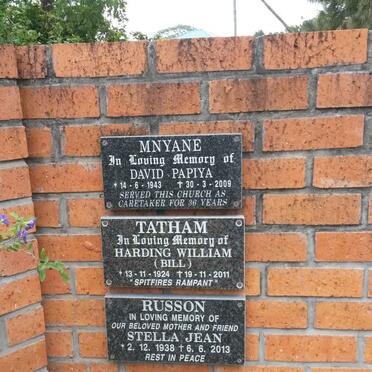 MNYANE
In Loving Memory of
DAVID PAPIYA
* 14 - 6 - 1943 † 30 - 3 - 2009
SERVED THIS CHURCH AS
CARETAKER FOR 36 YEARS
TATHAM
In Loving Memory of
HARDING WILLIAM
(BILL)
* 13 - 11 - 1924 † 19 - 11 - 2011
"SPITFIRES RAMPANT"
RUSSON
IN LOVING MEMORY OF
OUR BELOVED MOTHER AND FRIEND
STELLA JEAN
* 2. 12. 1938 † 6. 6. 2013
REST IN PEACE